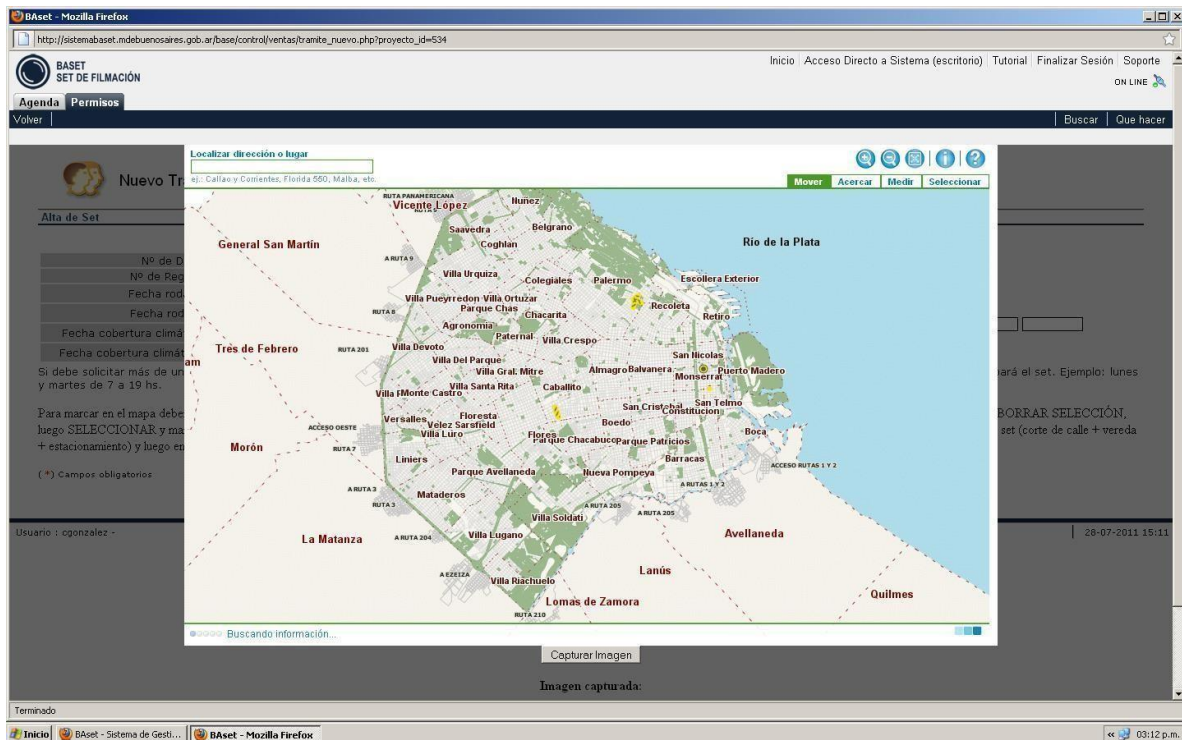 BAset - Mozilla Firefox
http://sistemabaset.mdebuenosaires.gob.ar/base/control/ventas/tramite_nuevo.php?proyecto_id=534
BASET
SET DE FILMACIÓN
Inicio Acceso Directo a Sistema (escritorio) Tutorial Finalizar Sesión Soporte
ON LINE
Agenda Permisos
Volver Buscar Que hacer
Localizar dirección o lugar
ej.: Callao y Corrientes, Florida 550, Malba, etc.
Mover Acercar Medir Seleccionar
Nuevo Tr
Alta de Set
Nº de D
Nº de Reg
Fecha rod
Fecha rod
Fecha cobertura climá
Fecha cobertura climát
Si debe solicitar más de un
ará el set. Ejemplo: lunes
y martes de 7 a 19 hs.
Para marcar en el mapa debe
BORRAR SELECCIÓN,
luego SELECCIONAR y ma
set (corte de calle + vereda
+ estacionamiento) y luego en
(*) Campos obligatorios
Usuario : cgonzalez -
28-07-2011 15:11
RUTA PANAMERICANA
Vicente López
Nunez
Saavedra
Belgrano
Coghlan
General San Martín
Río de la Plata
A RUTA 9
Villa Urquiza
Colegiales
Palermo
Escollera Exterior
Villa Pueyrredon
Villa Ortuzar
Parque Chas
Chacarita
Recoleta
Retiro
RUTA 8
Agronomia
Paternal
Villa Crespo
Tres de Febrero
am
RUTA 201
Villa Devoto
San Nicolas
Villa Del Parque
Villa Gral. Mitre
Almagro
Balvanera
Monserrat
Puerto Madero
Villa Santa Rita
Caballito
Monte Castro
San Cristobal
San Telmo
Constitucion
Versalles
Floresta
Velez Sarsfield
Villa Luro
ACCESO OESTE
Flores
Boedo
Boca
Parque Chacabuco
Parque Patricios
Morón
RUTA 7
Liniers
Barracas
ACCESO RUTAS 1 Y 2
Parque Avellaneda
Nueva Pompeya
A RUTAS 1 Y 2
A RUTA 3
Mataderos
RUTA 3
A RUTA 205
A RUTA 205
Villa Soldati
La Matanza
A RUTA 204
Villa Lugano
Avellaneda
A EZEIZA
Villa Riachuelo
Lanús
Quilmes
Lomas de Zamora
RUTA 210
Buscando información...
Capturar Imagen
Imagen capturada:
Terminado
Inicio BAset - Sistema de Gesti... BAset - Mozilla Firefox 03:12 p.m.